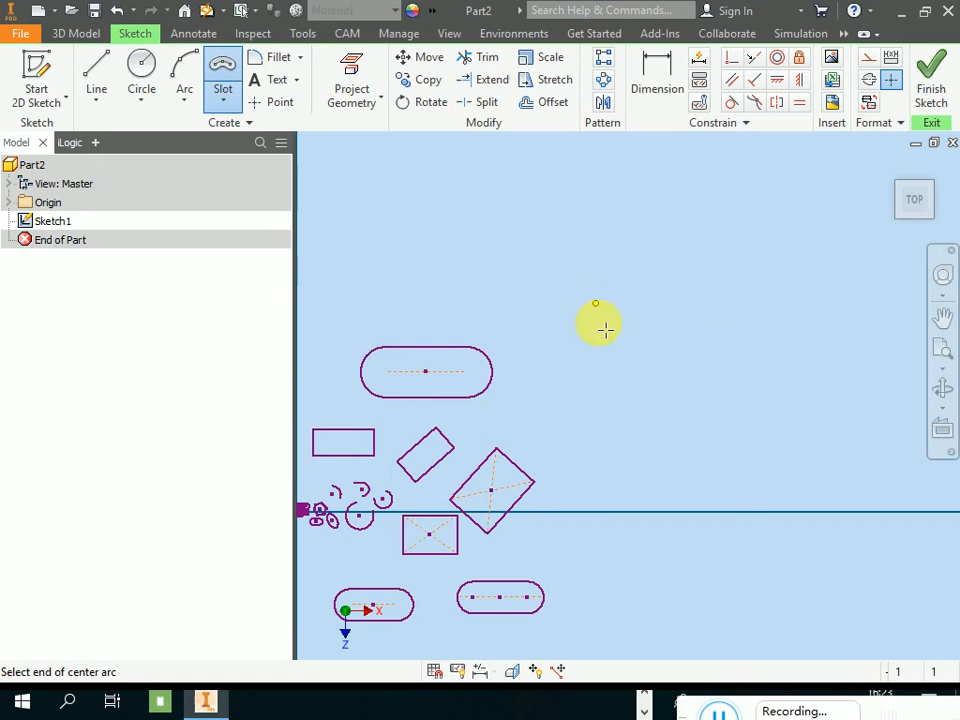 PRO
Material
Part2
Search Help & Commands...
Sign In
File
3D Model
Sketch
Annotate
Inspect
Tools
CAM
Manage
View
Environments
Get Started
Add-Ins
Collaborate
Simulation
Start
2D Sketch
Line
Circle
Arc
Slot
Fillet
Text
Point
Project
Geometry
Move
Copy
Rotate
Trim
Extend
Split
Scale
Stretch
Offset
Dimension
Finish
Sketch
Sketch
Create
Modify
Pattern
Constrain
Insert
Format
Exit
Model
iLogic
Part2
View: Master
Origin
Sketch1
End of Part
TOP
X
Z
Select end of center arc
1
1
Recording...